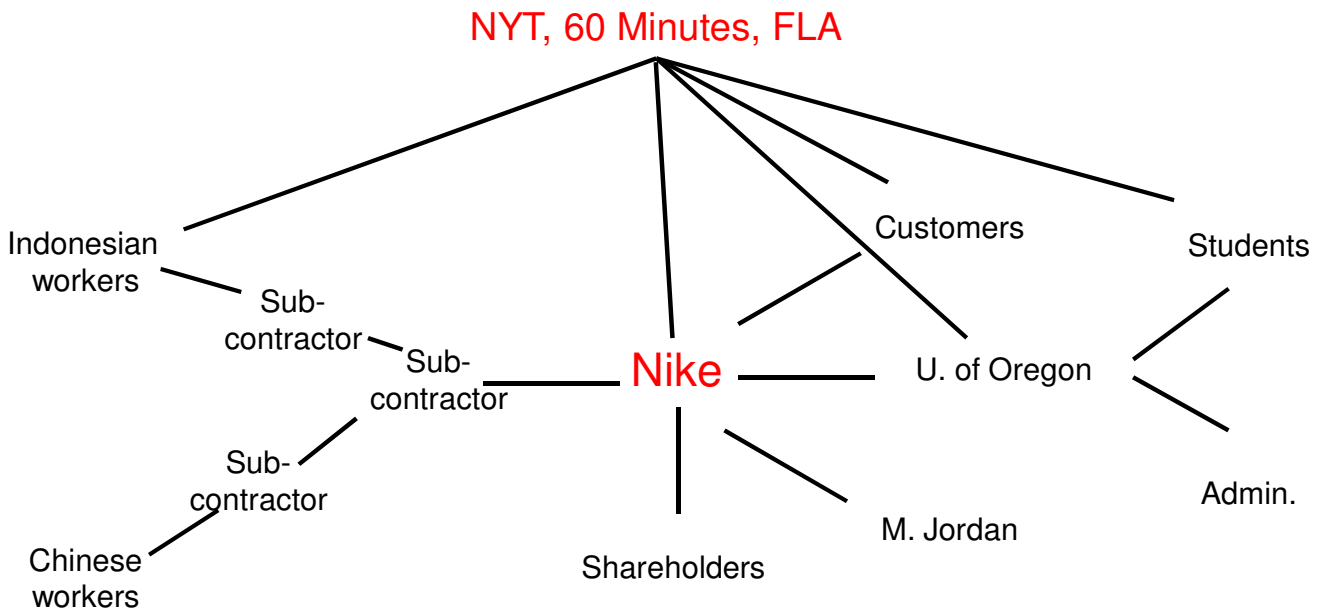 NYT, 60 Minutes, FLA
Customers
Indonesian
workers
Students
Sub-
contractor
Sub-
contractor
Nike
U. of Oregon
Sub-
contractor
Admin.
M. Jordan
Chinese
workers
Shareholders